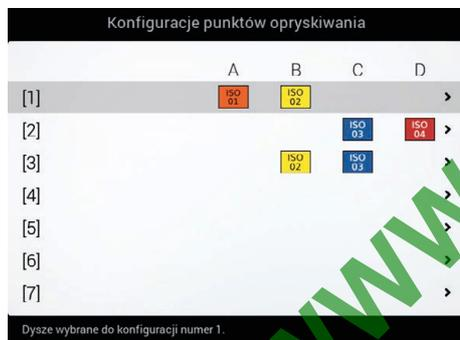 Konfiguracje punktów opryskiwania
A B C D
[1] ISO 01 ISO 02
[2] ISO 03 ISO 04
[3] ISO 02 ISO 03
[4]
[5]
[6]
[7]
Dysze wybrane do konfiguracji numer 1.
www